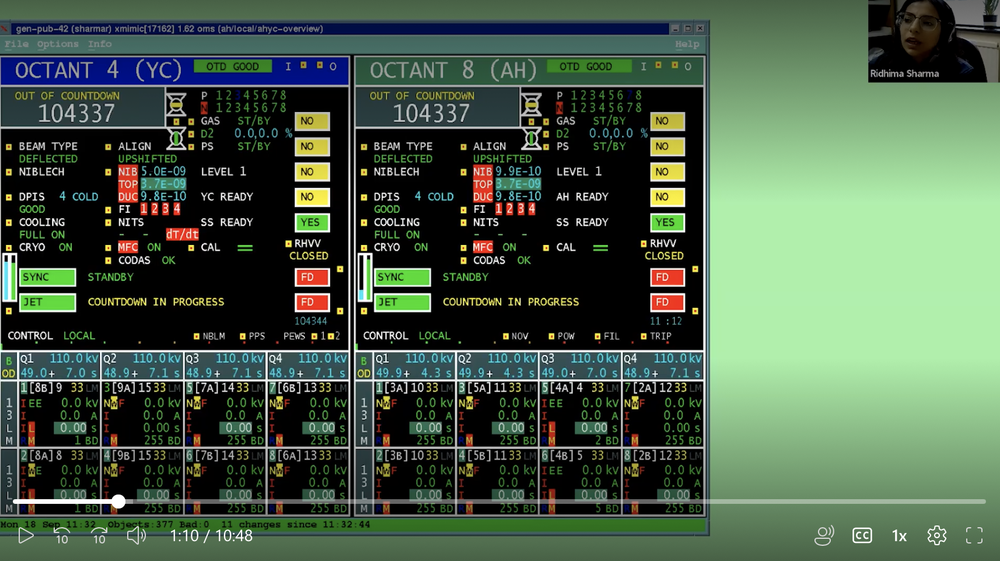 gen-pub-42 (sharmar) xmimic[17162] 1.62 oms (ah/local/ahyc-overview)
File Options Info Help
OCTANT 4 (YC) OTD GOOD I O
OUT OF COUNTDOWN
104337
P 12345678
N 12345678
GAS ST/BY NO
D2 0.0,0.0 %
BEAM TYPE ALIGN PS ST/BY NO
DEFLECTED UPSHIFTED
NIBLECH NIB 5.0E-09 LEVEL 1 NO
TOP 3.7E-09
DPIS 4 COLD DUC 9.8E-10 YC READY NO
GOOD FI 1 2 3 4
COOLING NITS SS READY YES
FULL ON - - dT/dt
CRYO ON MFC ON CAL RHVV
CLOSED
CODAS OK
SYNC STANDBY FD
JET COUNTDOWN IN PROGRESS FD
104344
CONTROL LOCAL NBLM PPS PEWS 1 2
B Q1 110.0 kV Q2 110.0 kV Q3 110.0 kV Q4 110.0 kV
OD 49.0+ 7.0 s 48.9+ 7.1 s 48.9+ 7.1 s 48.9+ 7.1 s
1[8B] 9 33 LM 3[9A] 15 33 LM 5[7A] 14 33 LM 7[6B] 13 33 LM
1 I EE 0.0 kV NWF 0.0 kV NWF 0.0 kV NWF 0.0 kV
3 I 0.0 A I 0.0 A I 0.0 A I 0.0 A
L I L 0.00 s I 0.00 s I 0.00 s I 0.00 s
M R M 1 BD R M 255 BD R M 255 BD R M 255 BD
2[8A] 8 33 LM 4[9B] 15 33 LM 6[7B] 14 33 LM 8[6A] 13 33 LM
1 I WE 0.0 kV NWF 0.0 kV NWF 0.0 kV NWF 0.0 kV
3 I 0.0 A I 0.0 A I 0.0 A I 0.0 A
L I L 0.00 s I 0.00 s I 0.00 s I 0.00 s
M R M 1 BD R M 255 BD R M 255 BD R M 255 BD
OCTANT 8 (AH) OTD GOOD I O
OUT OF COUNTDOWN
104337
P 12345678
N 12345678
GAS ST/BY NO
D2 0.0,0.0 %
BEAM TYPE ALIGN PS ST/BY NO
DEFLECTED UPSHIFTED
NIBLECH NIB 9.9E-10 LEVEL 1 NO
TOP 3.7E-09
DPIS 4 COLD DUC 9.8E-10 AH READY NO
GOOD FI 1 2 3 4
COOLING NITS SS READY YES
FULL ON - - -
CRYO ON MFC ON CAL RHVV
CLOSED
CODAS OK
SYNC STANDBY FD
JET COUNTDOWN IN PROGRESS FD
11 :12
CONTROL LOCAL NOV POW FIL TRIP
B Q1 110.0 kV Q2 110.0 kV Q3 110.0 kV Q4 110.0 kV
OD 49.9+ 4.3 s 49.9+ 4.3 s 49.0+ 7.0 s 48.9+ 7.1 s
1[3A] 10 33 LM 3[5A] 11 33 LM 5[4A] 4 33 LM 7[2A] 12 33 LM
1 NWF 0.0 kV NWF 0.0 kV I EE 0.0 kV NWF 0.0 kV
3 I 0.0 A I 0.0 A I 0.0 A I 0.0 A
L I 0.00 s I 0.00 s I L 0.00 s I 0.00 s
M R M 255 BD R M 255 BD R M 2 BD R M 255 BD
2[3B] 10 33 LM 4[5B] 11 33 LM 6[4B] 5 33 LM 8[2B] 12 33 LM
1 NWF 0.0 kV NWF 0.0 kV I EE 0.0 kV NWF 0.0 kV
3 I 0.0 A I 0.0 A I 0.0 A I 0.0 A
L I 0.00 s I 0.00 s I L 0.00 s I 0.00 s
M R M 255 BD R M 255 BD R M 5 BD R M 255 BD
Mon 18 Sep 11:32 Objects:377 Bad:0 11 changes since 11:32:44
Ridhima Sharma
10 10 1:10 / 10:48 CC 1x